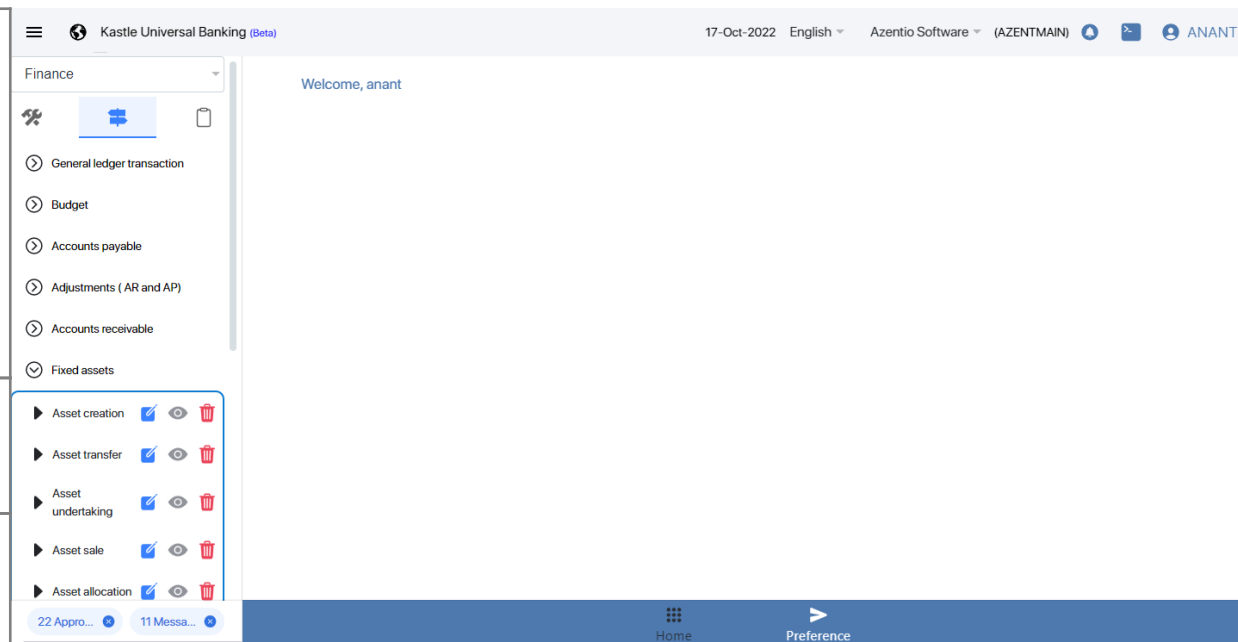 Kastle Universal Banking (Beta)
17-Oct-2022 English Azentio Software (AZENTMAIN) ANANT
Finance
Welcome, anant
General ledger transaction
Budget
Accounts payable
Adjustments ( AR and AP)
Accounts receivable
Fixed assets
Asset creation
Asset transfer
Asset
undertaking
Asset sale
Asset allocation
22 Appro... 11 Messa...
Home Preference